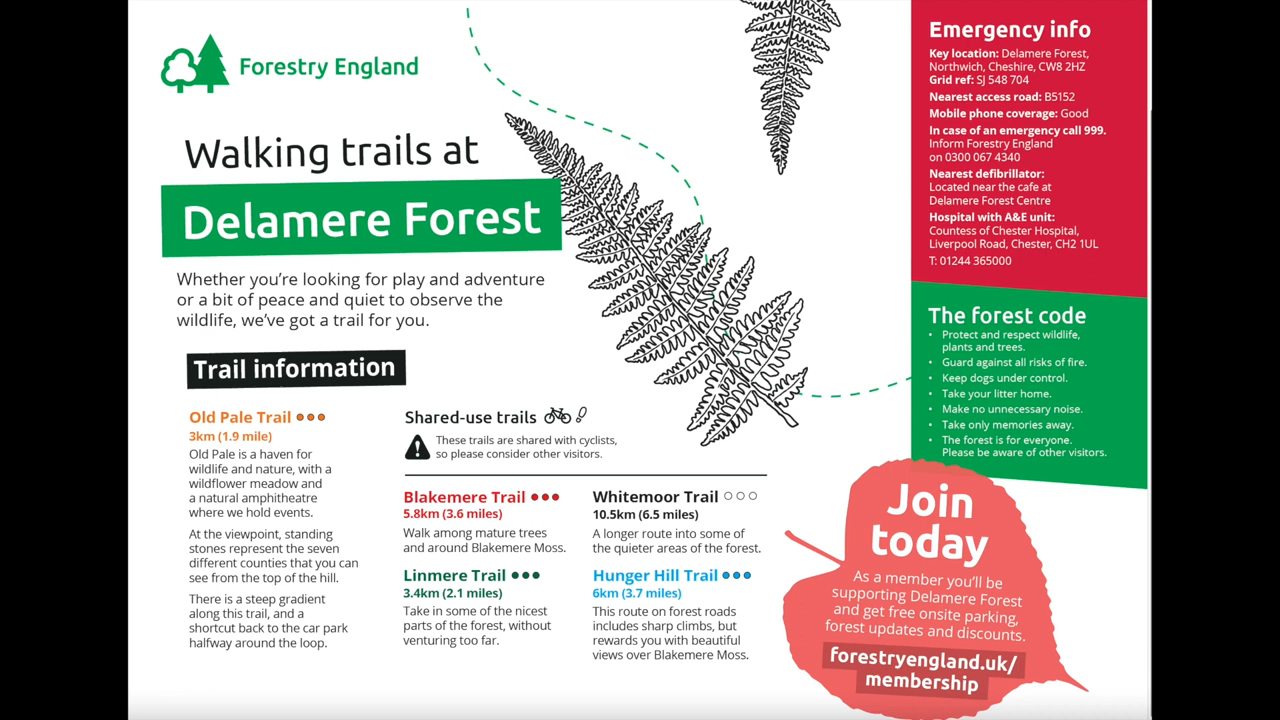 Forestry England
Walking trails at
Delamere Forest
Whether you're looking for play and adventure
or a bit of peace and quiet to observe the
wildlife, we've got a trail for you.
Trail information
Old Pale Trail
3km (1.9 mile)
Old Pale is a haven for
wildlife and nature, with a
wildflower meadow and
a natural amphitheatre
where we hold events.
At the viewpoint, standing
stones represent the seven
different counties that you can
see from the top of the hill.
There is a steep gradient
along this trail, and a
shortcut back to the car park
halfway around the loop.
Shared-use trails
These trails are shared with cyclists,
so please consider other visitors.
Blakemere Trail
5.8km (3.6 miles)
Walk among mature trees
and around Blakemere Moss.
Linmere Trail
3.4km (2.1 miles)
Take in some of the nicest
parts of the forest, without
venturing too far.
Whitemoor Trail
10.5km (6.5 miles)
A longer route into some of
the quieter areas of the forest.
Hunger Hill Trail
6km (3.7 miles)
This route on forest roads
includes sharp climbs, but
rewards you with beautiful
views over Blakemere Moss.
Emergency info
Key location: Delamere Forest,
Northwich, Cheshire, CW8 2HZ
Grid ref: SJ 548 704
Nearest access road: B5152
Mobile phone coverage: Good
In case of an emergency call 999.
Inform Forestry England
on 0300 067 4340
Nearest defibrillator:
Located near the cafe at
Delamere Forest Centre
Hospital with A&E unit:
Countess of Chester Hospital,
Liverpool Road, Chester, CH2 1UL
T: 01244 365000
The forest code
• Protect and respect wildlife,
plants and trees.
• Guard against all risks of fire.
• Keep dogs under control.
• Take your litter home.
• Make no unnecessary noise.
• Take only memories away.
• The forest is for everyone.
Please be aware of other visitors.
Join
today
As a member you'll be
supporting Delamere Forest
and get free onsite parking,
forest updates and discounts.
forestryengland.uk/
membership